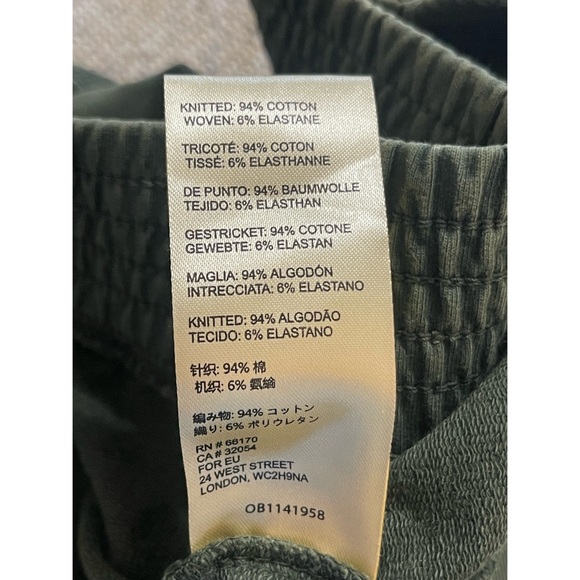 KNITTED: 94% COTTON
WOVEN: 6% ELASTANE
TRICOTÉ: 94% COTON
TISSÉ: 6% ELASTHANNE
DE PUNTO: 94% BAUMWOLLE
TEJIDO: 6% ELASTHAN
GESTRICKET: 94% COTONE
GEWEBTE: 6% ELASTAN
MAGLIA: 94% ALGODÓN
INTRECCIATA: 6% ELASTANO
KNITTED: 94% ALGODÃO
TECIDO: 6% ELASTANO
针织: 94% 棉
机织: 6% 氨綸
編み物: 94% コットン
織り: 6% ポリウレタン
RN # 66170
CA # 32054
FOR EU
24 WEST STREET
LONDON, WC2H9NA
OB1141958